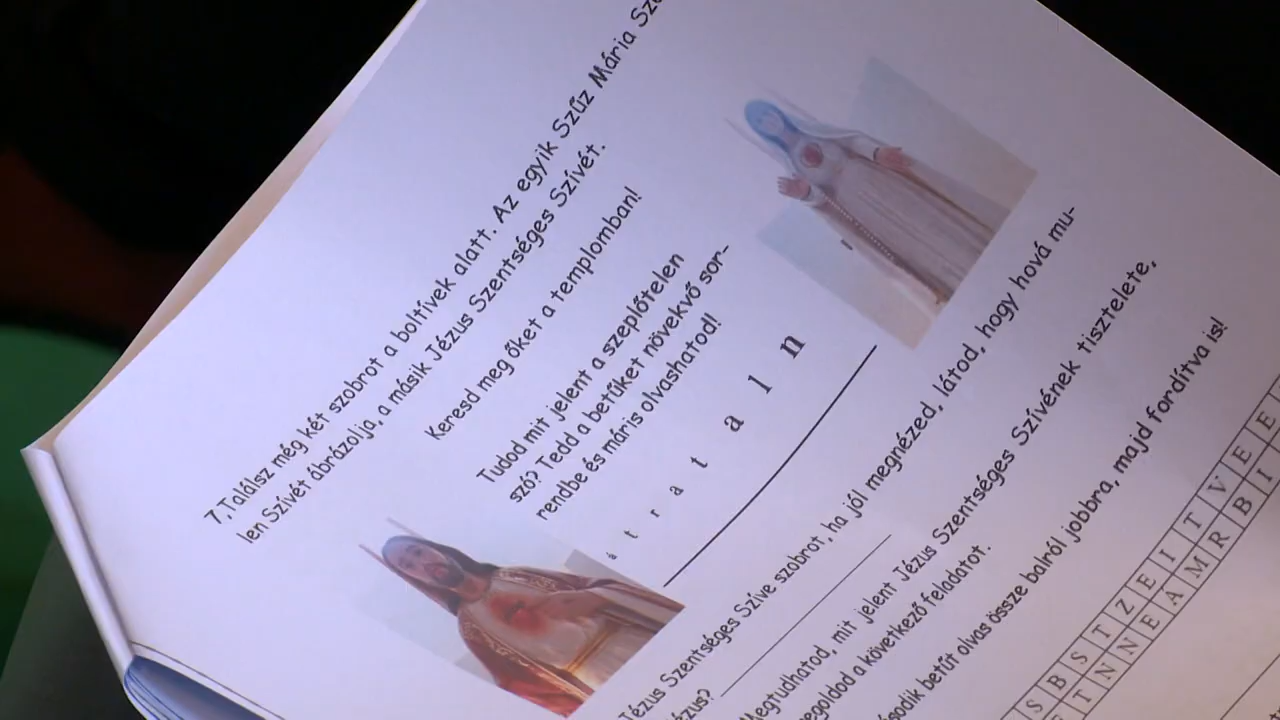 7.Találsz még két szobrot a boltívek alatt. Az egyik Szűz Mária
len Szívét ábrázolja, a másik Jézus Szentséges Szívét.
Keresd meg őket a templomban!
Tudod mit jelent a szeplőtelen
szó? Tedd a betűket növekvő sor-
rendbe és máris olvashatod!
á t r a t a l n
Jézus Szentséges Szíve szobrot, ha jól megnézed, látod, hogy hová mu-
Megtudhatod, mit jelent Jézus Szentséges Szívének tisztelete,
a következő feladatot.
betűt olvas össze balról jobbra, majd fordítva is!
S B S T Z E I T V E E
T N N E A M R B I